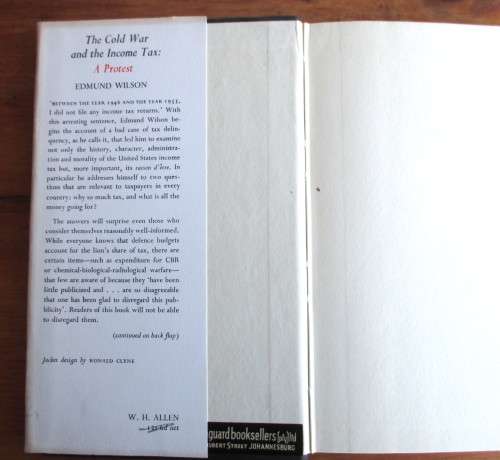 The Cold War
and the Income Tax:
A Protest
EDMUND WILSON
'BETWEEN THE YEAR 1946 AND THE YEAR 1955,
I did not file any income tax returns.' With
this arresting sentence, Edmund Wilson be-
gins the account of a bad case of tax delin-
quency, as he calls it, that led him to examine
not only the history, character, administra-
tion and morality of the United States income
tax but, more important, its raison d'être. In
particular he addresses himself to two ques-
tions that are relevant to taxpayers in every
country: why so much tax, and what is all the
money going for?
The answers will surprise even those who
consider themselves reasonably well-informed.
While everyone knows that defence budgets
account for the lion's share of tax, there are
certain items—such as expenditure for CBR
or chemical-biological-radiological warfare—
that few are aware of because they 'have been
little publicized and . . . are so disagreeable
that one has been glad to disregard this pub-
licity'. Readers of this book will not be able
to disregard them.
(continued on back flap)
Jacket design by RONALD CLYNE
W. H. ALLEN
net
guard booksellers (pty) ltd
UBERT STREET JOHANNESBURG